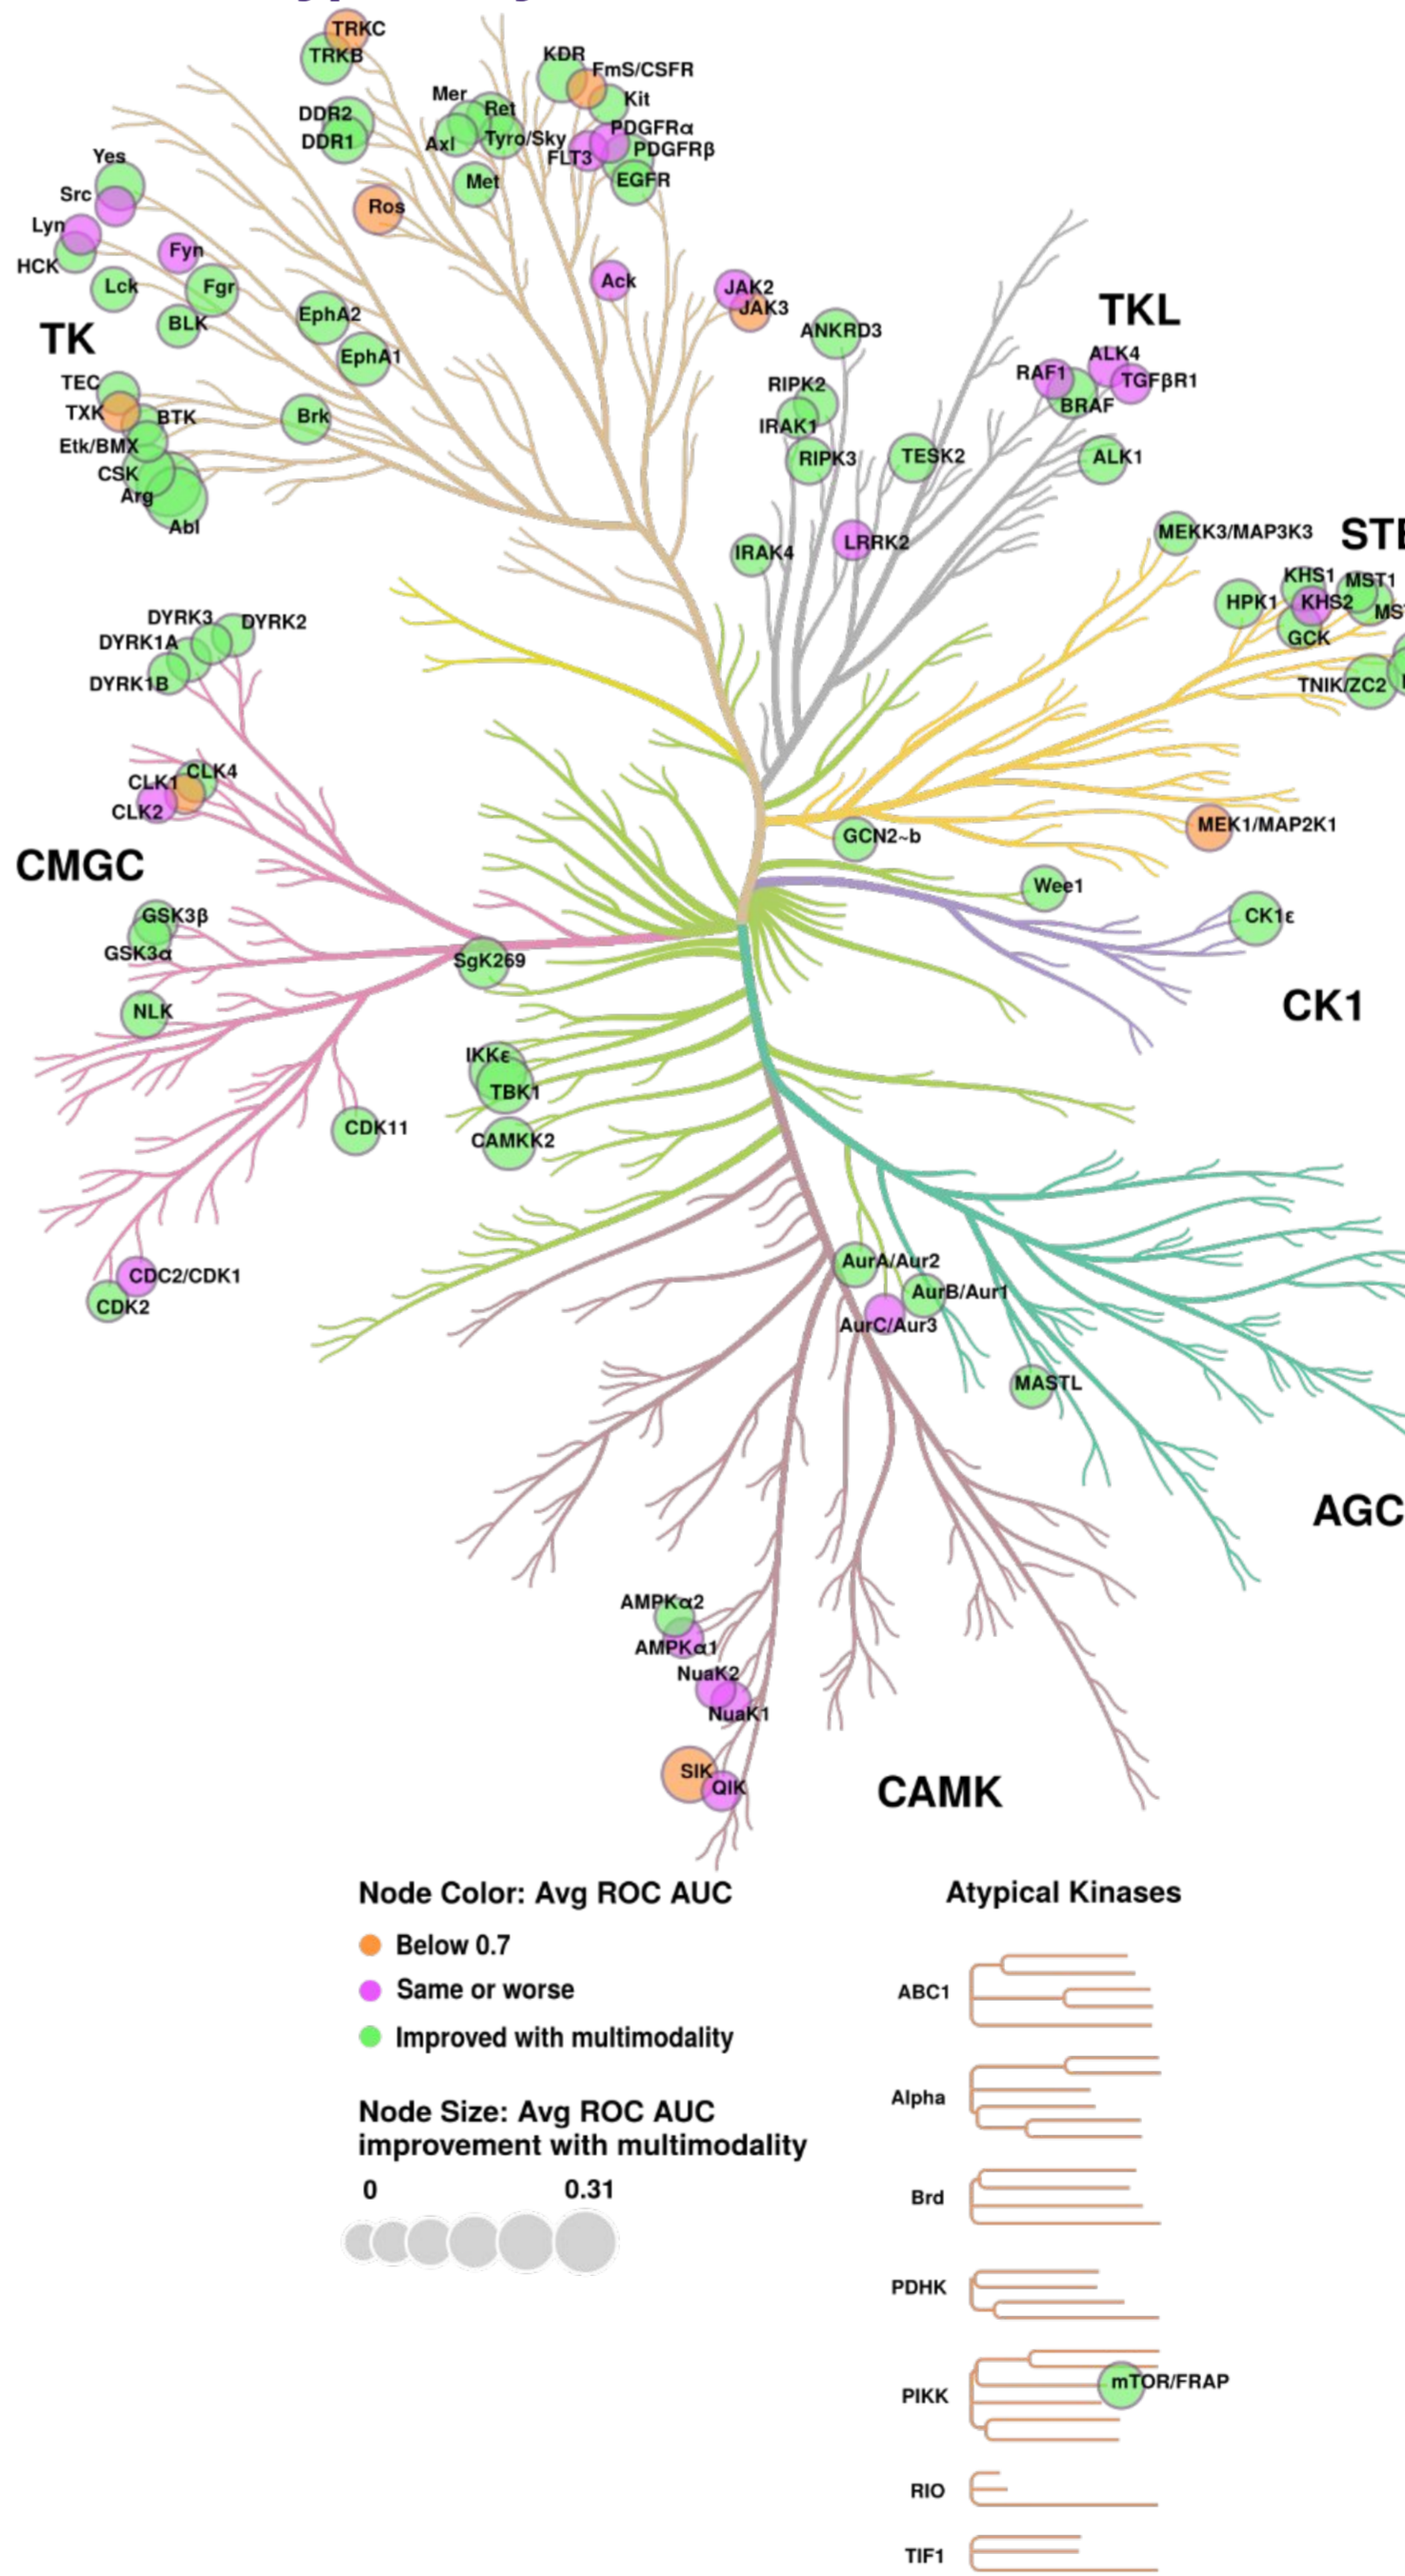 TRKC
TRKB
KDR
FmS/CSFR
Mer
Ret
Kit
DDR2
DDR1
Axl
Tyro/Sky
PDGFRα
FLT3
PDGFRβ
Yes
Met
EGFR
Src
Ros
Lyn
Fyn
HCK
Lck
Fgr
Ack
JAK2
JAK3
BLK
EphA2
ANKRD3
TKL
TK
EphA1
ALK4
RAF1
TGFβR1
TEC
RIPK2
BRAF
TXK
BTK
Brk
IRAK1
Etk/BMX
RIPK3
TESK2
ALK1
CSK
Arg
Abl
IRAK4
LRRK2
MEKK3/MAP3K3
KHS1
MST1
HPK1
KHS2
GCK
DYRK3
DYRK2
DYRK1A
DYRK1B
TNIK/ZC2
CLK4
CLK1
CLK2
GCN2~b
MEK1/MAP2K1
CMGC
Wee1
GSK3β
CK1ε
GSK3α
SgK269
NLK
CK1
IKKε
TBK1
CDK11
CAMKK2
CDC2/CDK1
CDK2
AurA/Aur2
AurB/Aur1
AurC/Aur3
MASTL
AGC
AMPKα2
AMPKα1
NuaK2
NuaK1
SIK
QIK
CAMK
Node Color: Avg ROC AUC
Below 0.7
Same or worse
Improved with multimodality
Node Size: Avg ROC AUC
improvement with multimodality
0 0.31
Atypical Kinases
ABC1
Alpha
Brd
PDHK
mTOR/FRAP
PIKK
RIO
TIF1